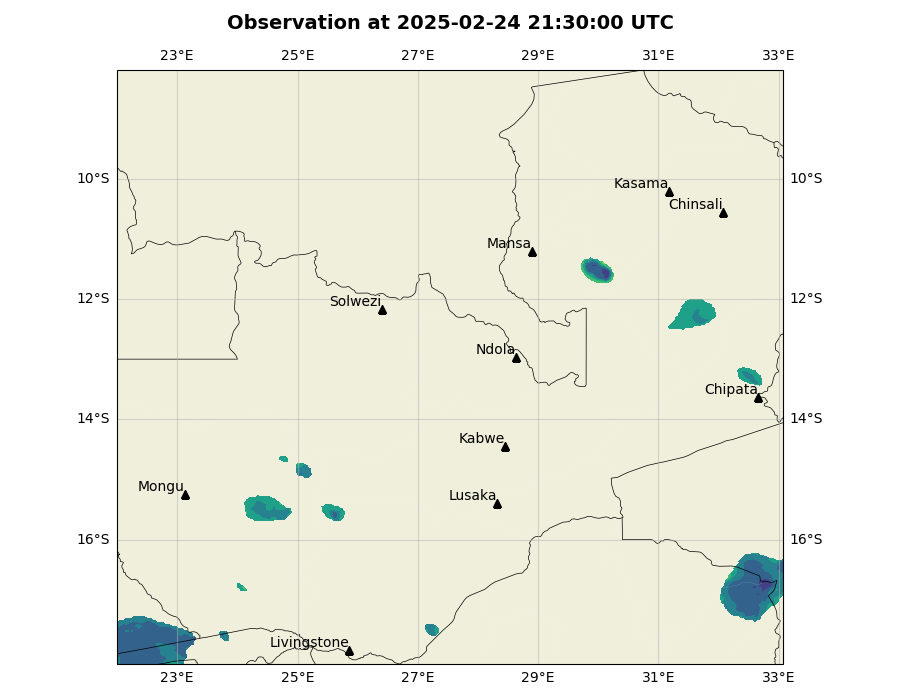 Observation at 2025-02-24 21:30:00 UTC
23°E 25°E 27°E 29°E 31°E 33°E
10°S 10°S
Kasama
Chinsali
Mansa
12°S 12°S
Solwezi
Ndola
Chipata
14°S 14°S
Kabwe
Mongu
Lusaka
16°S 16°S
Livingstone
23°E 25°E 27°E 29°E 31°E 33°E